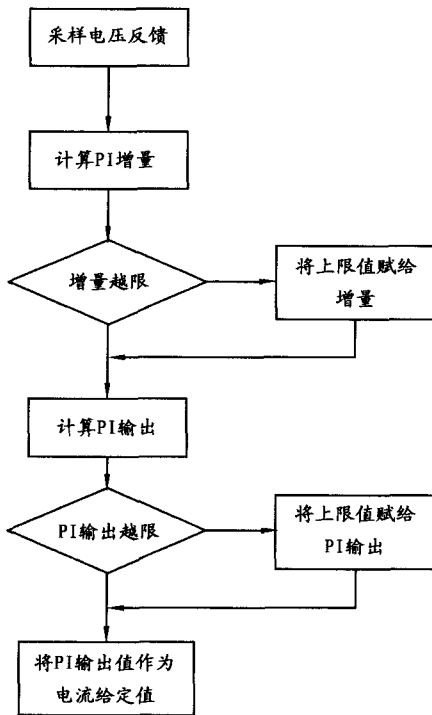 采样电压反馈
计算PI增量
增量越限
将上限值赋给
增量
计算PI输出
PI输出越限
将上限值赋给
PI输出
将PI输出值作为
电流给定值